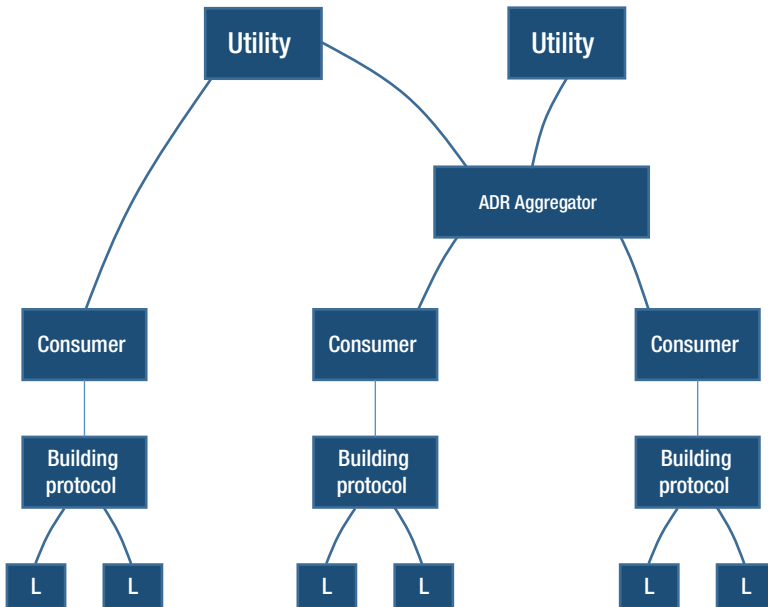 Utility
Utility
ADR Aggregator
Consumer
Consumer
Consumer
Building
protocol
Building
protocol
Building
protocol
L
L
L
L
L
L